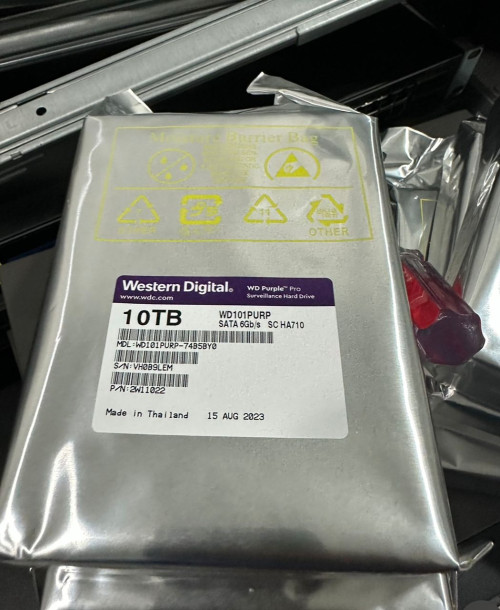 Moisture Barrier Bag
OTHER
Western Digital®
www.wdc.com
WD Purple™ Pro
Surveillance Hard Drive
10TB
WD101PURP
SATA 6Gb/s SC HA710
MDL:WD101PURP-74B5BY0
S/N:VH0B9LEM
P/N:2W11022
Made in Thailand 15 AUG 2023